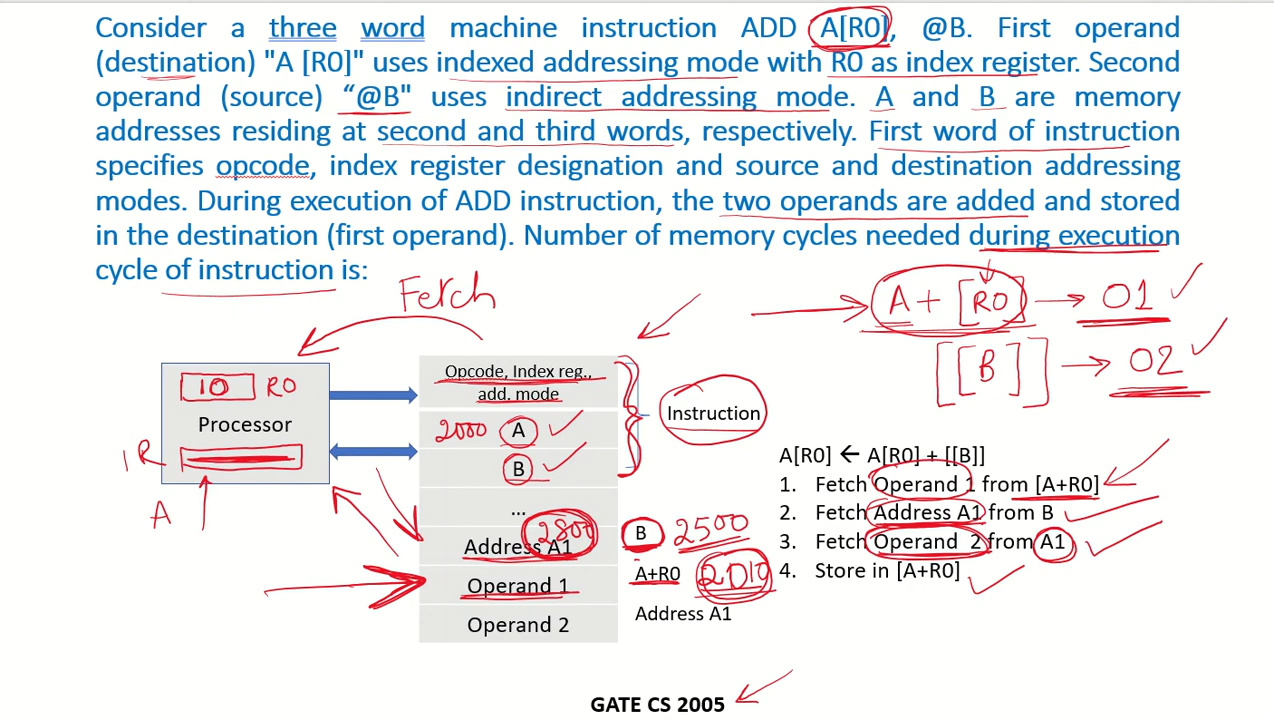 Consider a three word machine instruction ADD A[R0], @B. First operand
(destination) "A [R0]" uses indexed addressing mode with R0 as index register. Second
operand (source) “@B" uses indirect addressing mode. A and B are memory
addresses residing at second and third words, respectively. First word of instruction
specifies opcode, index register designation and source and destination addressing
modes. During execution of ADD instruction, the two operands are added and stored
in the destination (first operand). Number of memory cycles needed during execution
cycle of instruction is:
Fetch
A + [R0] → O1
[[B]] → O2
10 R0
Processor
IR
A
Opcode, Index reg.,
add. mode
2000 A
B
...
Address A1 2800
Operand 1
Operand 2
B 2500
A+R0 2010
Address A1
Instruction
A[R0] ← A[R0] + [[B]]
1. Fetch Operand 1 from [A+R0]
2. Fetch Address A1 from B
3. Fetch Operand 2 from A1
4. Store in [A+R0]
GATE CS 2005